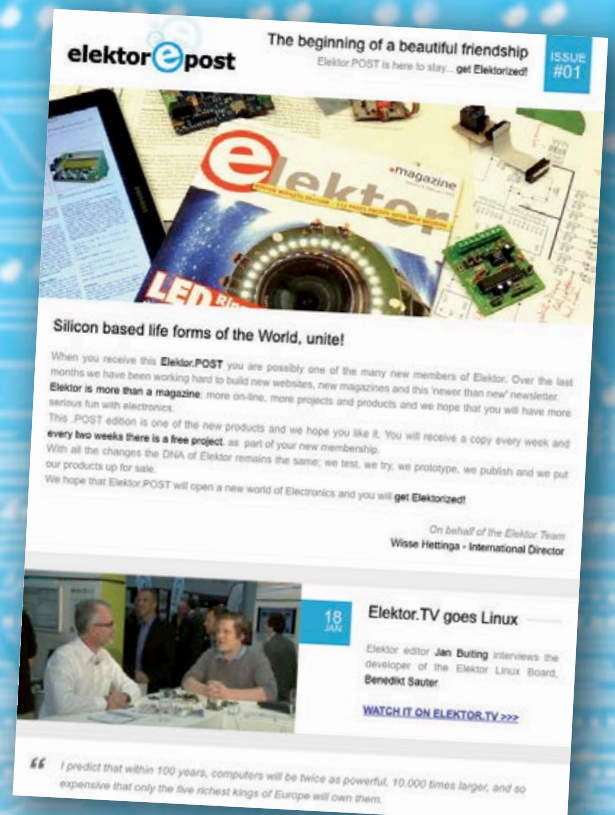 elektor e post
The beginning of a beautiful friendship
Elektor.POST is here to stay... get Elektorized!
ISSUE
#01
elektor
magazine
LED
Silicon based life forms of the World, unite!
When you receive this Elektor.POST you are possibly one of the many new members of Elektor. Over the last
months we have been working hard to build new websites, new magazines and this 'newer than new' newsletter.
Elektor is more than a magazine; more on-line, more projects and products and we hope that you will have more
serious fun with electronics.
This .POST edition is one of the new products and we hope you like it. You will receive a copy every week and
every two weeks there is a free project, as part of your new membership.
With all the changes the DNA of Elektor remains the same; we test, we try, we prototype, we publish and we put
our products up for sale.
We hope that Elektor.POST will open a new world of Electronics and you will get Elektorized!
On behalf of the Elektor Team
Wisse Hettinga - International Director
18
JAN
Elektor.TV goes Linux
Elektor editor Jan Buiting interviews the
developer of the Elektor Linux Board,
Benedikt Sauter.
WATCH IT ON ELEKTOR.TV >>>
“ I predict that within 100 years, computers will be twice as powerful, 10.000 times larger, and so
expensive that only the five richest kings of Europe will own them.